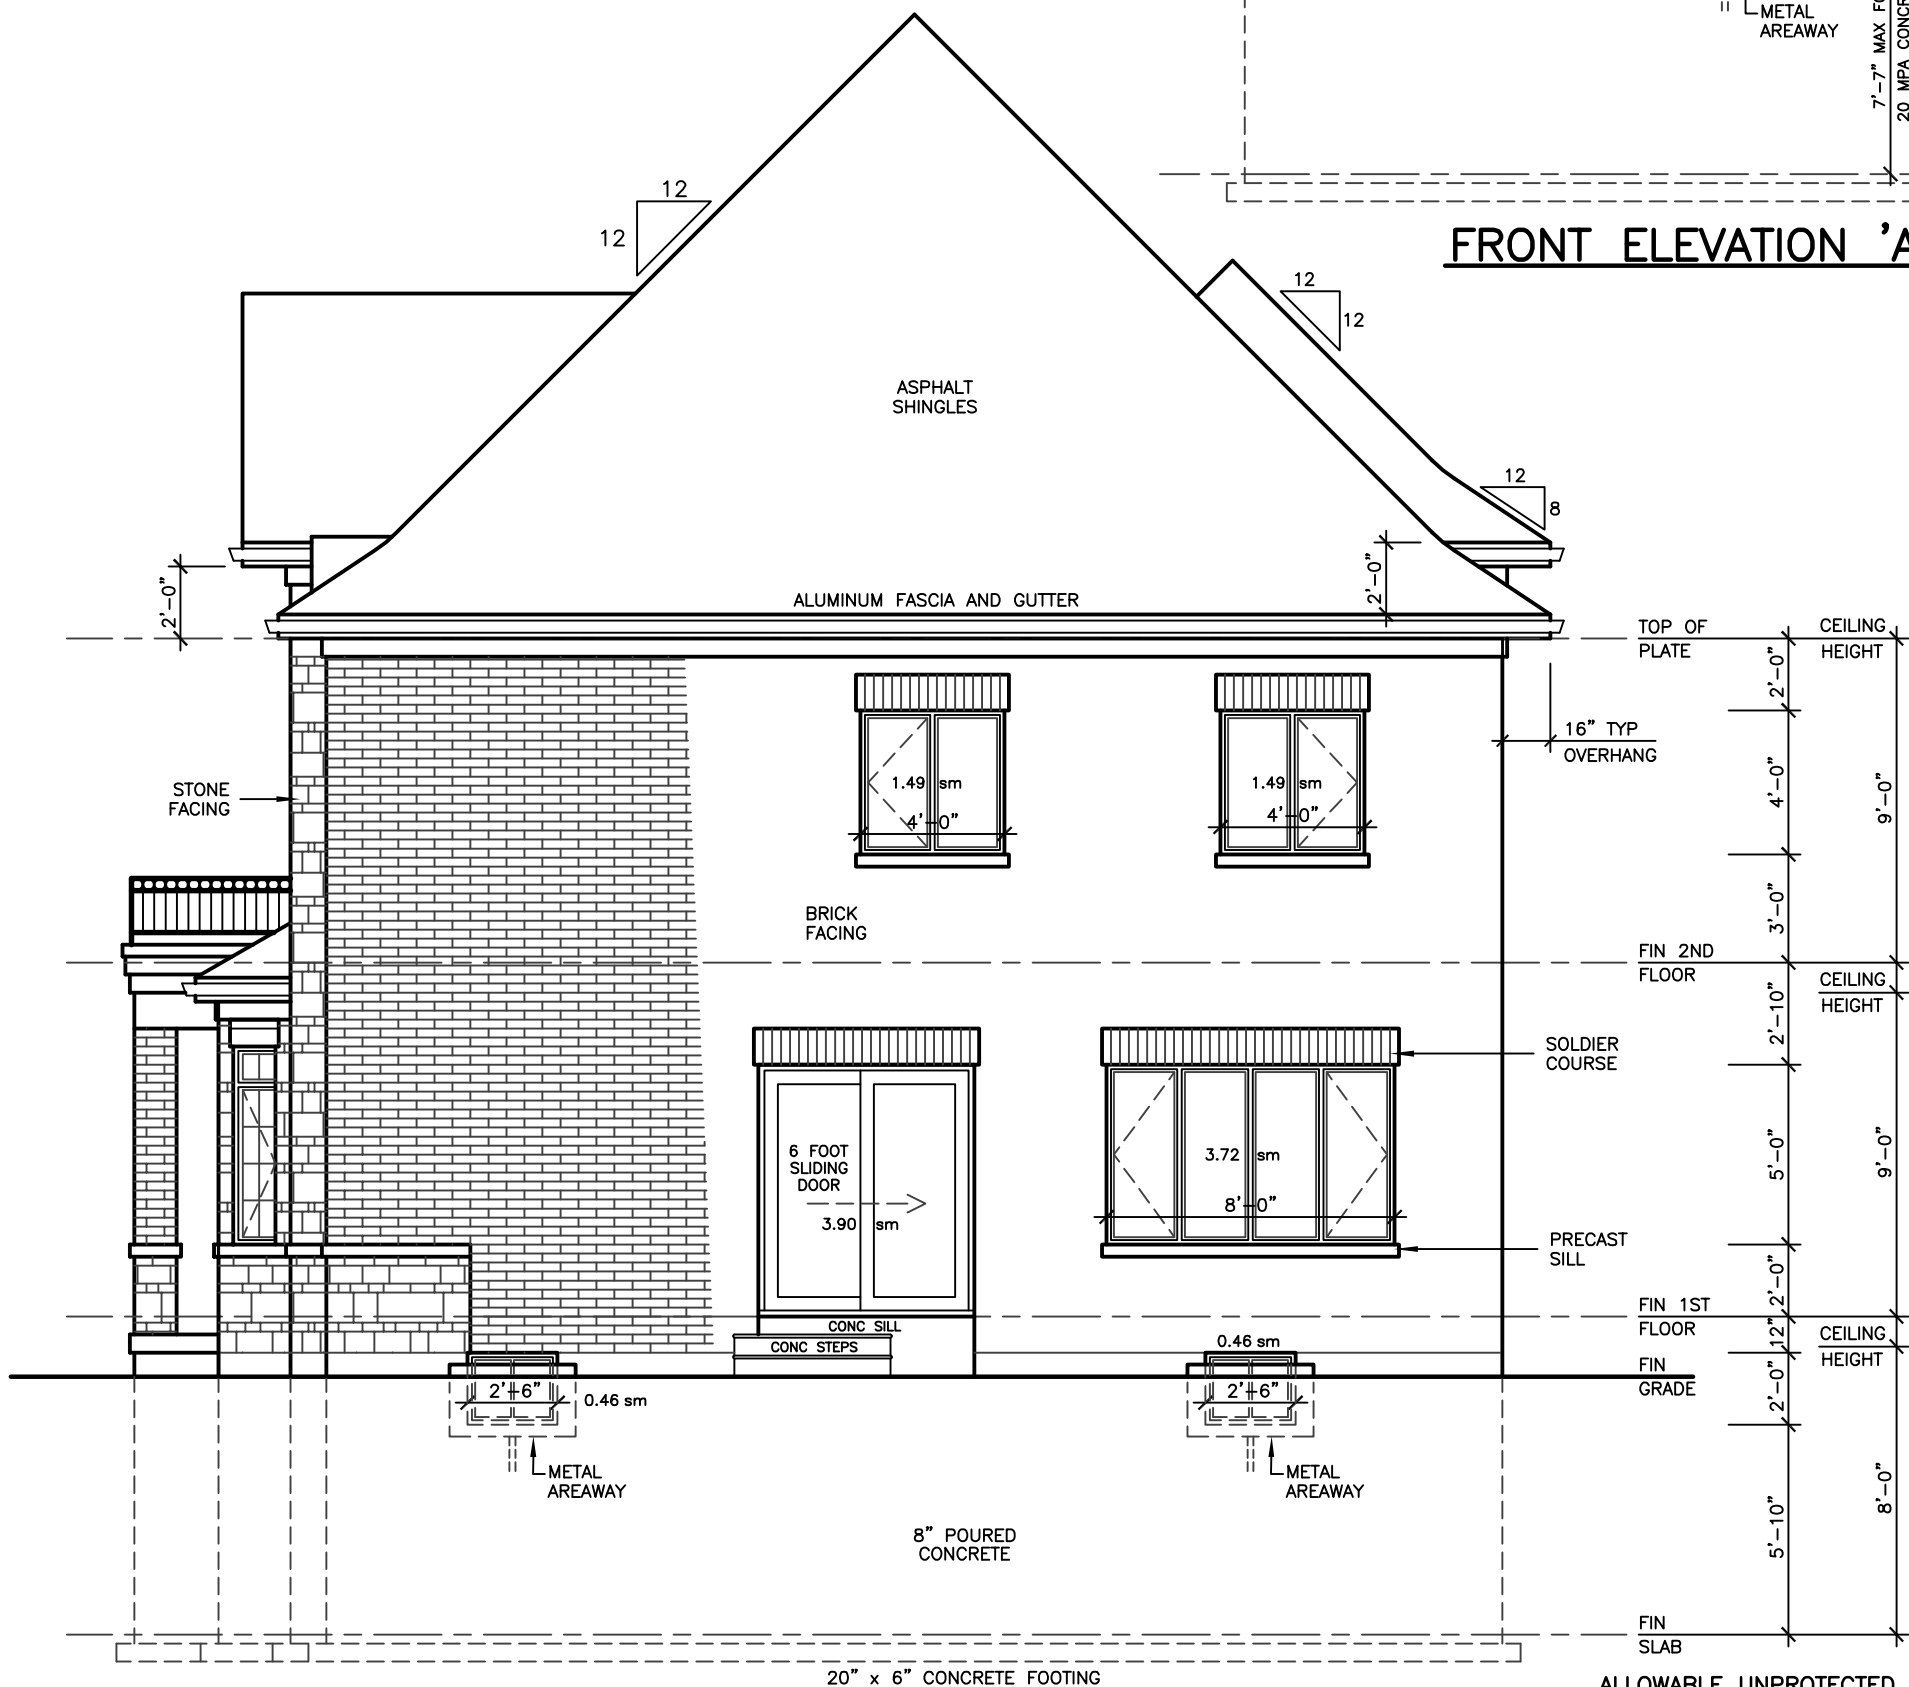 METAL
AREAWAY
7'-7" MAX
20 MPA
FRONT ELEVATION 'A
12
12
12
12
12
8
ASPHALT
SHINGLES
2'-0"
2'-0"
ALUMINUM FASCIA AND GUTTER
TOP OF
PLATE
CEILING
HEIGHT
2'-0"
16" TYP
OVERHANG
STONE
FACING
1.49 sm
4'-0"
1.49 sm
4'-0"
4'-0"
9'-0"
BRICK
FACING
3'-0"
FIN 2ND
FLOOR
CEILING
HEIGHT
2'-10"
SOLDIER
COURSE
6 FOOT
SLIDING
DOOR
3.90 sm
3.72 sm
8'-0"
5'-0"
9'-0"
PRECAST
SILL
2'-0"
FIN 1ST
FLOOR
CONC SILL
CONC STEPS
0.46 sm
12"
CEILING
HEIGHT
FIN
GRADE
2'-6"
0.46 sm
2'-6"
2'-0"
METAL
AREAWAY
METAL
AREAWAY
8" POURED
CONCRETE
5'-10"
8'-0"
FIN
SLAB
20" x 6" CONCRETE FOOTING
ALLOWABLE UNPROTECTED